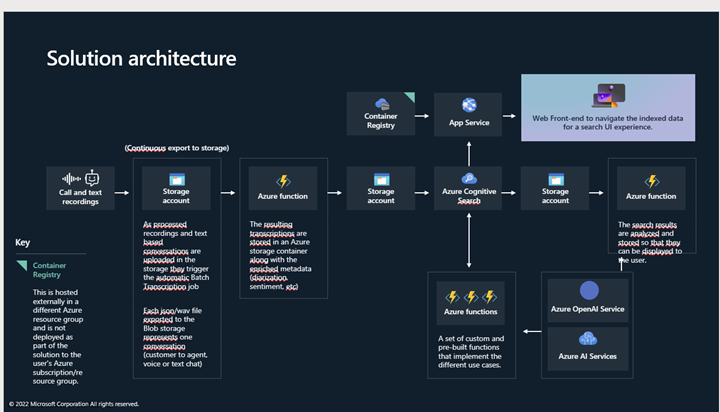 Solution architecture
Container
Registry
App Service
Web Front-end to navigate the indexed data
for a search UI experience.
(Continuous export to storage)
Call and text
recordings
Storage
account
Azure function
Storage
account
Azure Cognitive
Search
Storage
account
Azure function
As processed
recordings and text
based
conversations are
uploaded in the
storage they trigger
the automatic Batch
Transcription job
Each json/wav file
exported to the
Blob storage
represents one
conversation
(customer to agent,
voice or text chat)
The resulting
transcriptions are
stored in an Azure
storage container
along with the
enriched metadata
(diarization,
sentiment, etc)
The search results
are analyzed and
stored so that they
can be displayed to
the user.
Key
Container
Registry
This is hosted
externally in a
different Azure
resource group
and is not
deployed as
part of the
solution to the
user's Azure
subscription/re
source group.
Azure functions
A set of custom and
pre-built functions
that implement the
different use cases.
Azure OpenAI Service
Azure AI Services
© 2022 Microsoft Corporation All rights reserved.